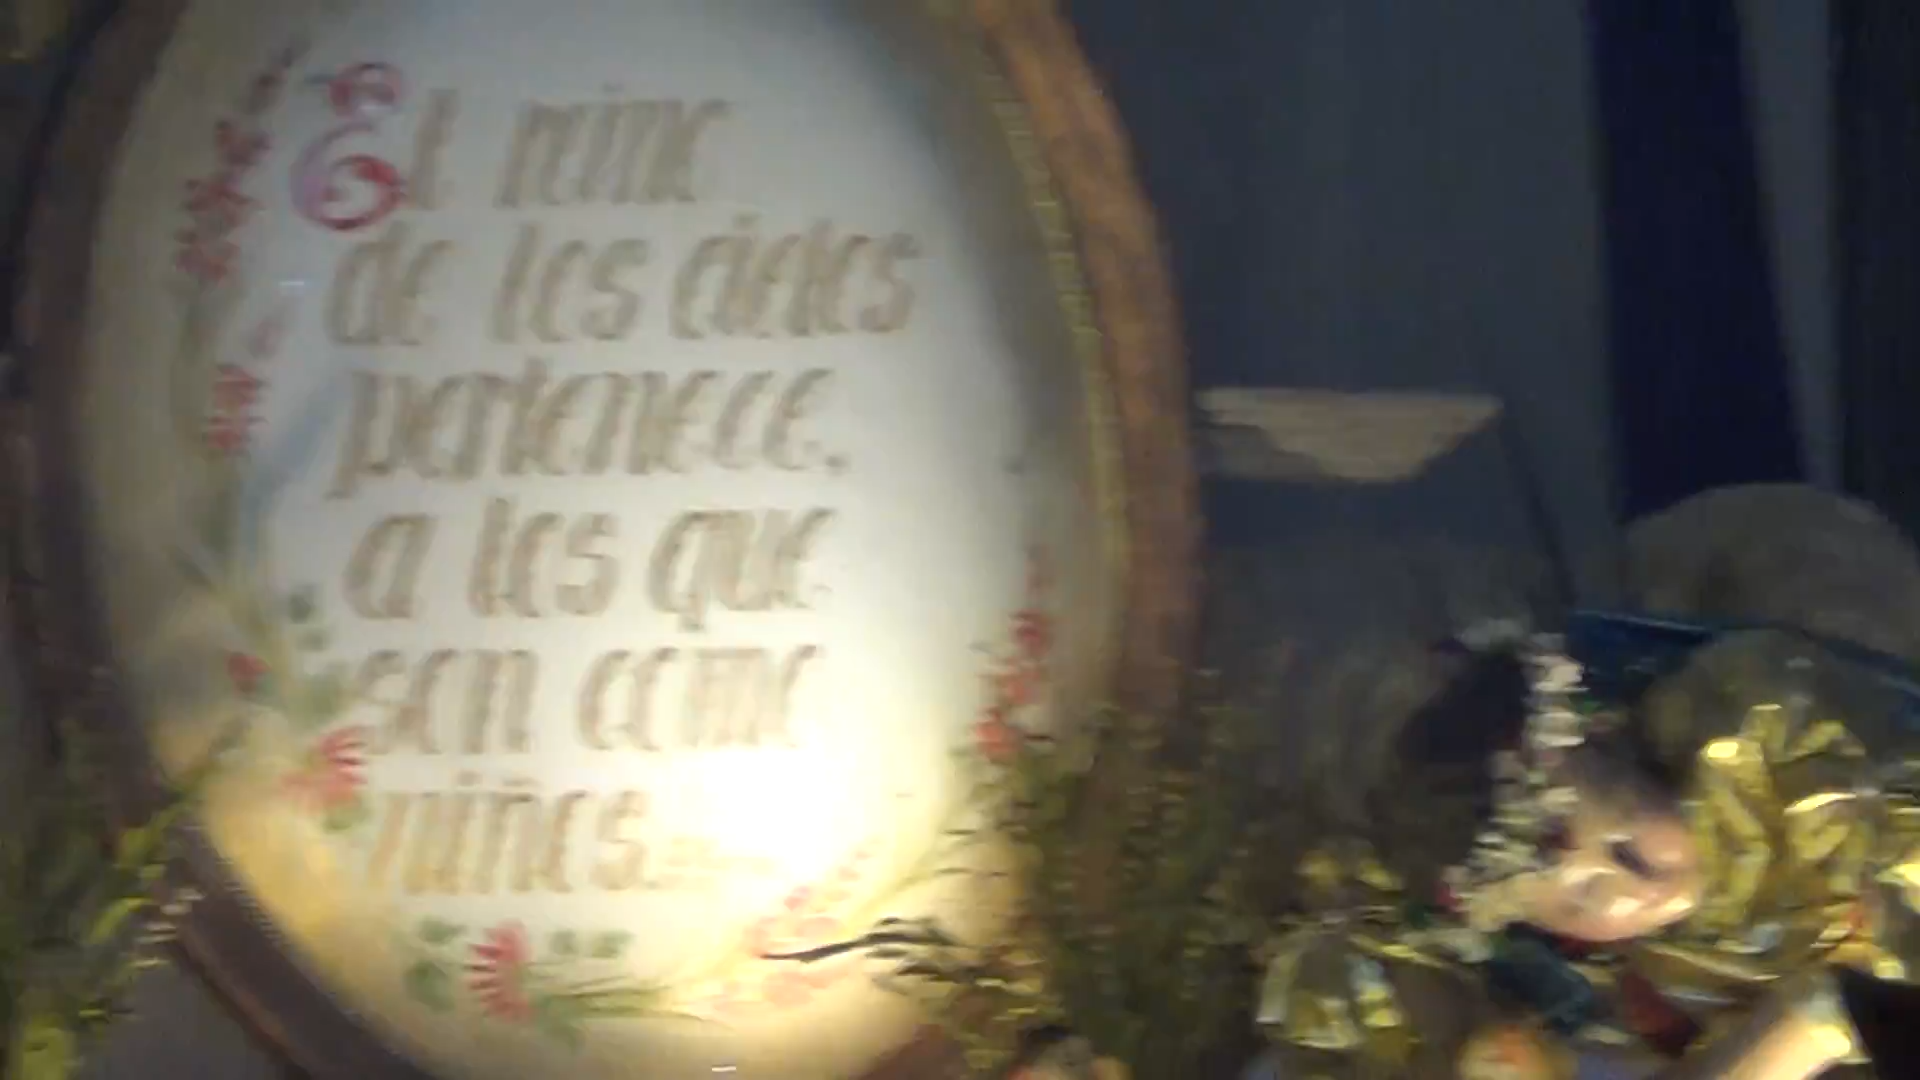 El reino
de los cielos
pertenece.
a los que
son como
niños.